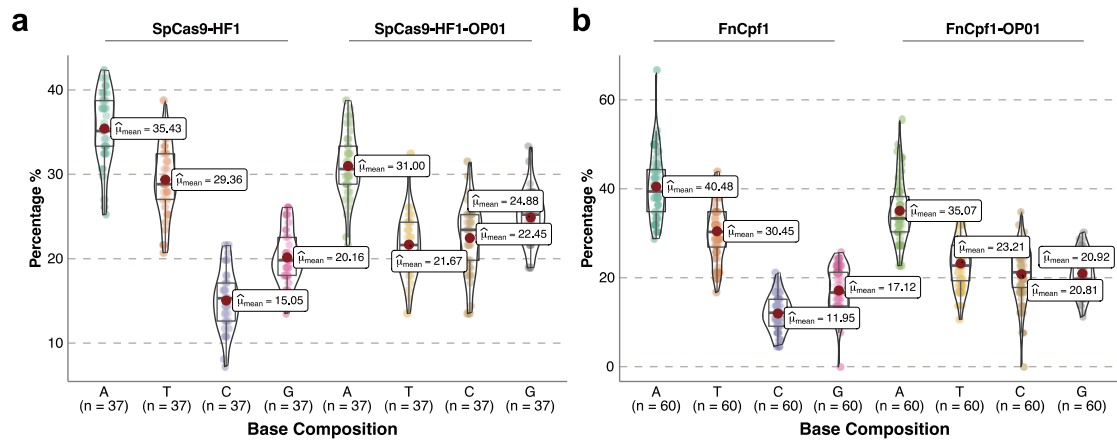 a
SpCas9-HF1
SpCas9-HF1-OP01
Percentage %
40
30
20
10
μ̂mean = 35.43
μ̂mean = 29.36
μ̂mean = 15.05
μ̂mean = 20.16
μ̂mean = 31.00
μ̂mean = 21.67
μ̂mean = 24.88
μ̂mean = 22.45
A T C G A T C G
(n = 37) (n = 37) (n = 37) (n = 37) (n = 37) (n = 37) (n = 37) (n = 37)
Base Composition
b
FnCpf1
FnCpf1-OP01
Percentage %
60
40
20
0
μ̂mean = 40.48
μ̂mean = 30.45
μ̂mean = 11.95
μ̂mean = 17.12
μ̂mean = 35.07
μ̂mean = 23.21
μ̂mean = 20.92
μ̂mean = 20.81
A T C G A T C G
(n = 60) (n = 60) (n = 60) (n = 60) (n = 60) (n = 60) (n = 60) (n = 60)
Base Composition